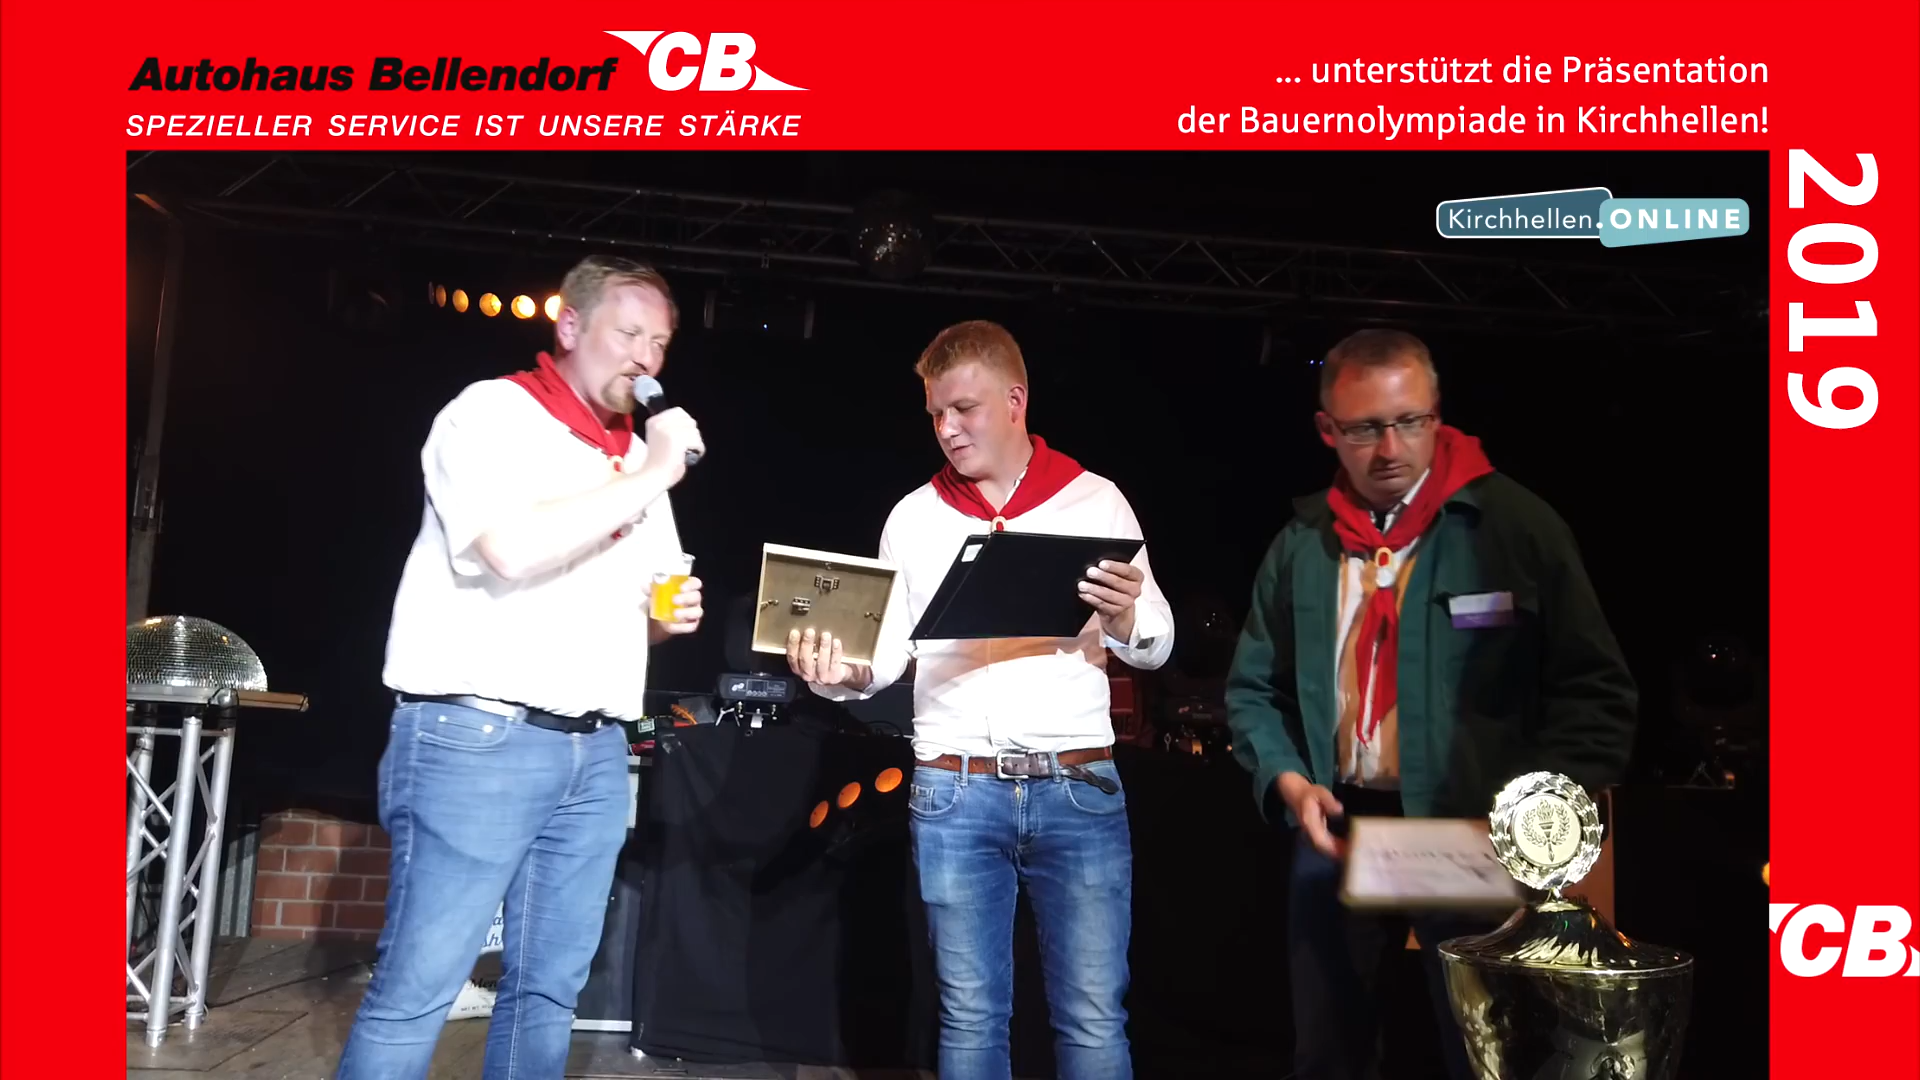 Autohaus Bellendorf CB
SPEZIELLER SERVICE IST UNSERE STÄRKE
... unterstützt die Präsentation
der Bauernolympiade in Kirchhellen!
2019
Kirchhellen.ONLINE
CB